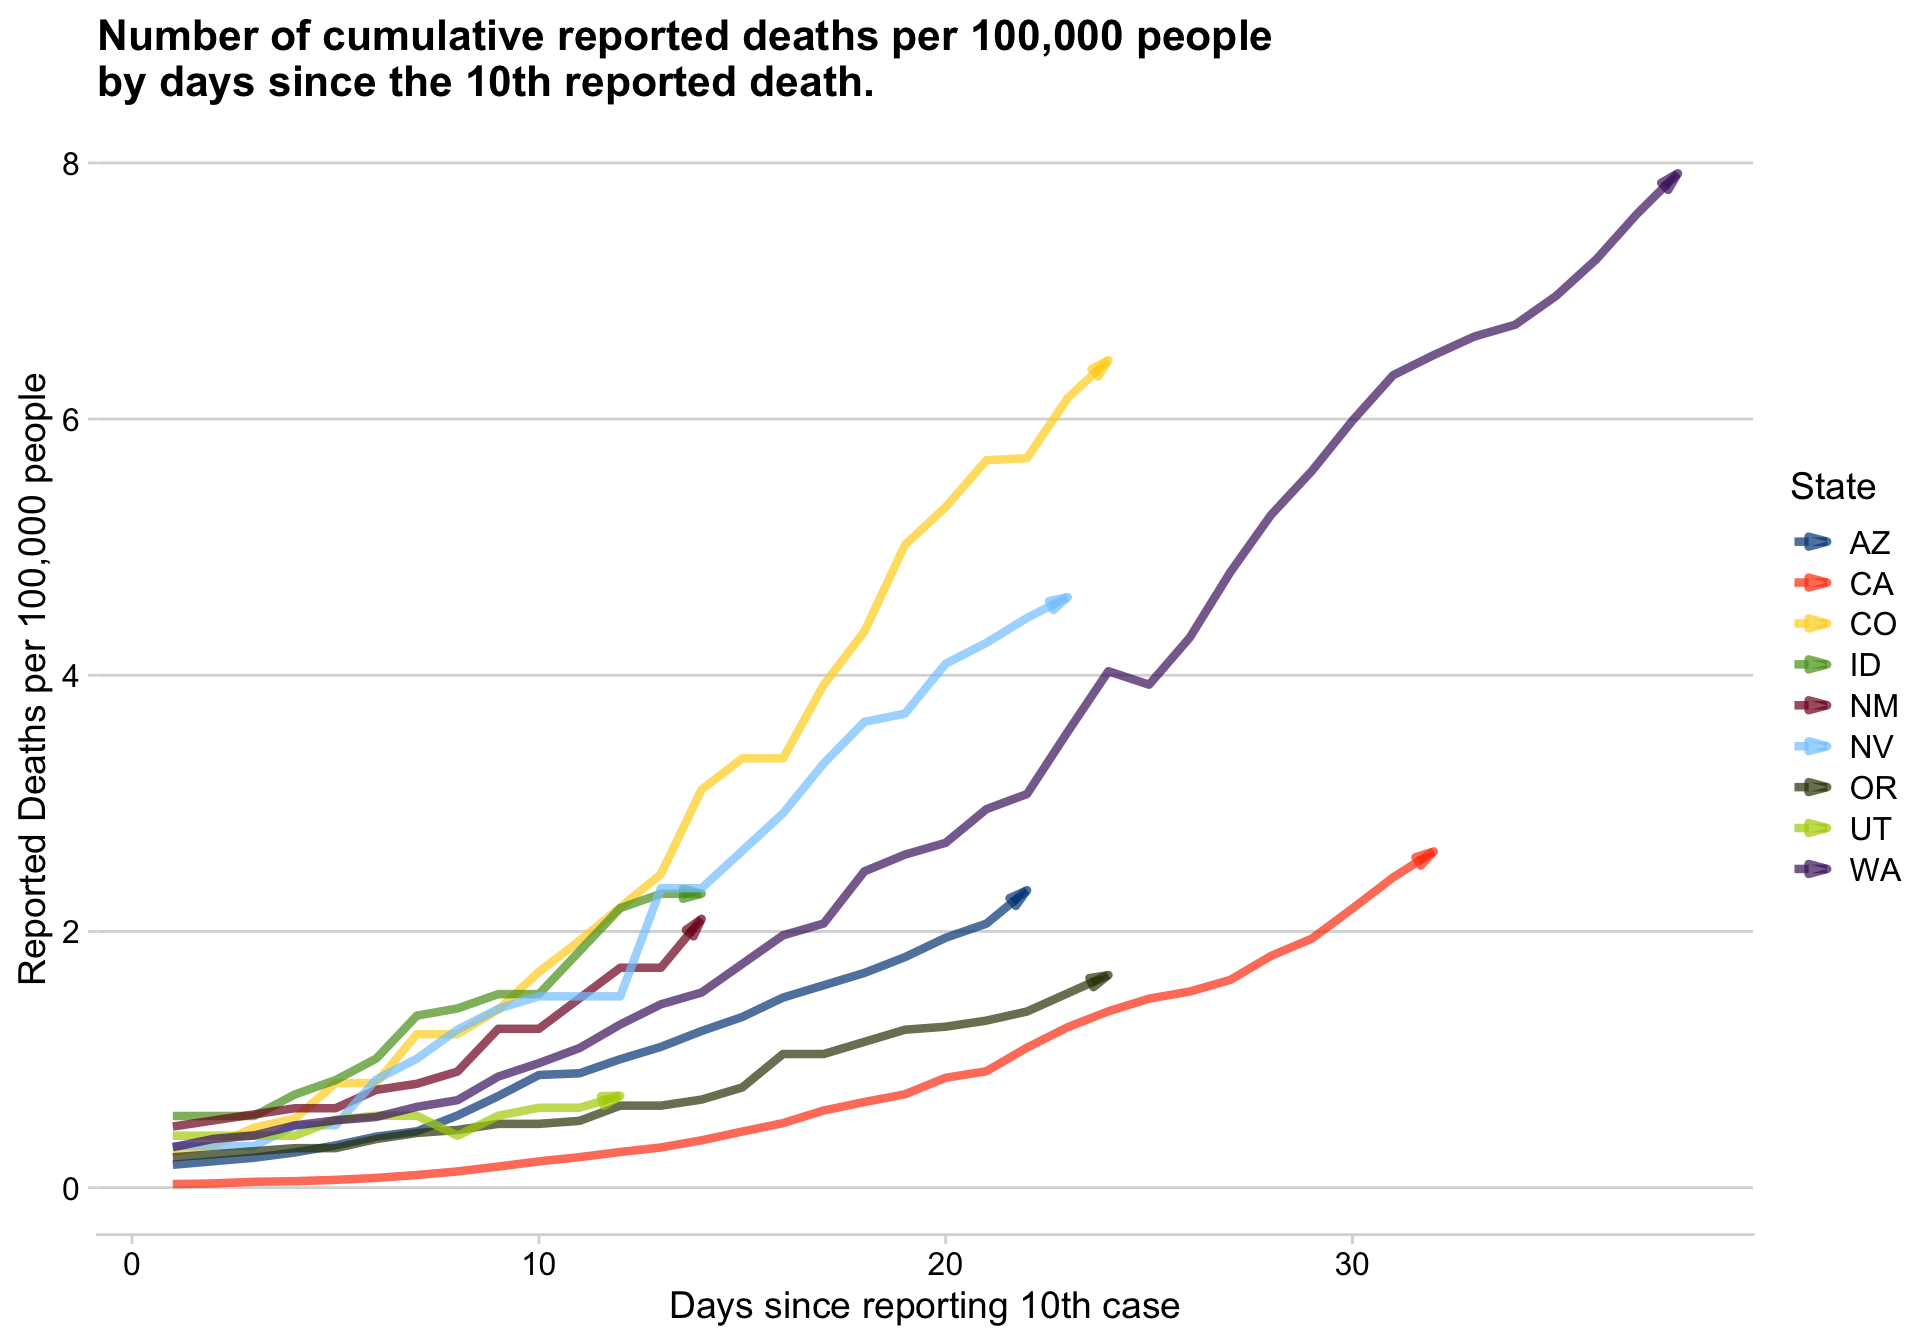 Number of cumulative reported deaths per 100,000 people
by days since the 10th reported death.
Reported Deaths per 100,000 people
8
6
4
2
0
0
10
20
30
Days since reporting 10th case
State
AZ
CA
CO
ID
NM
NV
OR
UT
WA